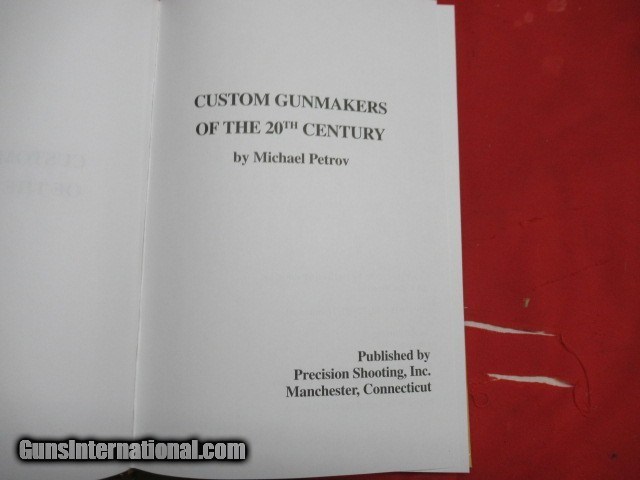 CUSTOM GUNMAKERS
OF THE 20TH CENTURY
by Michael Petrov
Published by
Precision Shooting, Inc.
Manchester, Connecticut
GunsInternational.com